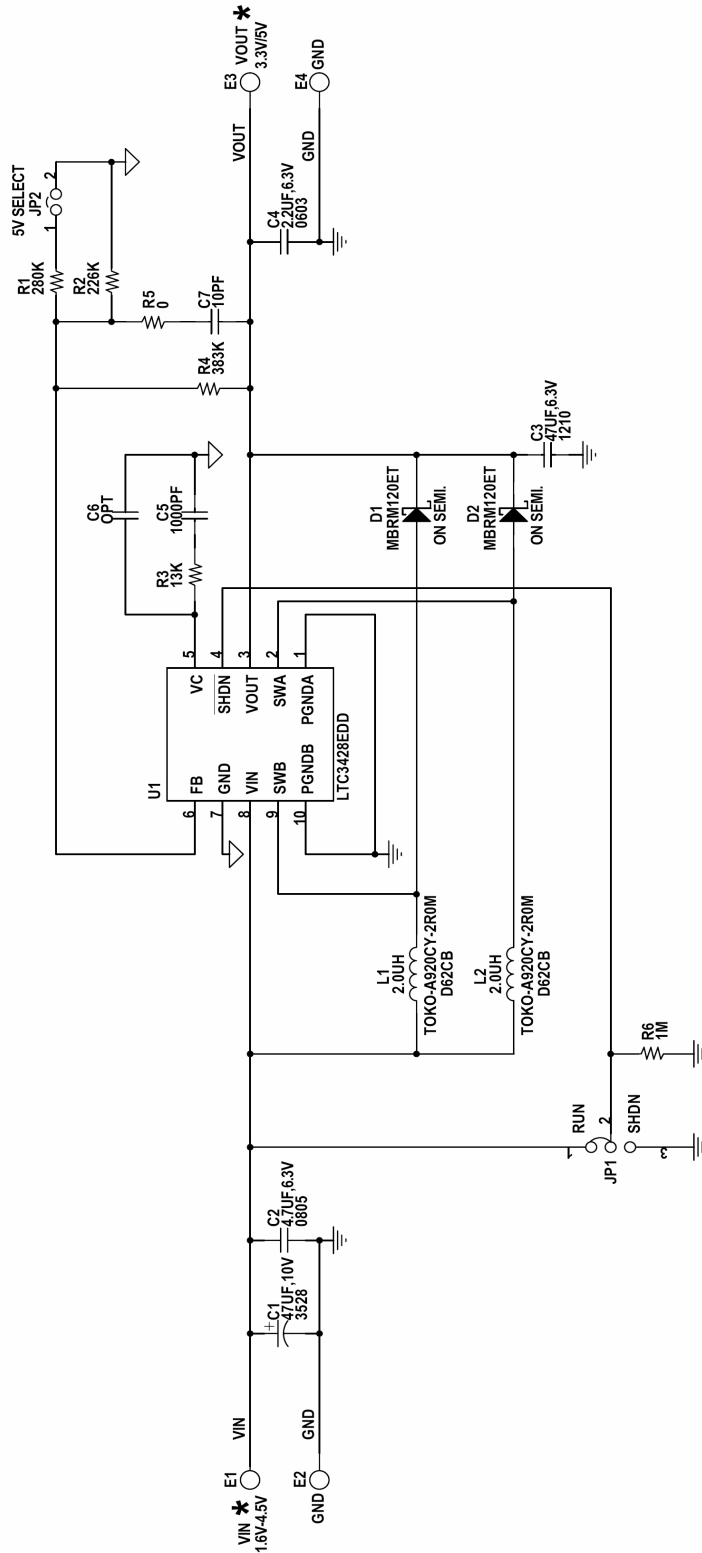 VIN *
1.6V-4.5V
E1
VIN
E2
GND
GND
+
C1
47UF,10V
3528
C2
4.7UF,6.3V
0805
RUN
1
2
JP1
SHDN
3
R6
1M
L1
2.0UH
TOKO-A920CY-2R0M
D62CB
L2
2.0UH
TOKO-A920CY-2R0M
D62CB
U1
6
FB
7
GND
8
VIN
9
SWB
10
PGNDB
VC
5
SHDN
4
VOUT
3
SWA
2
PGNDA
1
LTC3428EDD
R3
13K
C6
OPT
C5
1000PF
D1
MBRM120ET
ON SEMI.
D2
MBRM120ET
ON SEMI.
C3
47UF,6.3V
1210
R4
383K
R5
0
C7
10PF
R1
280K
R2
226K
5V SELECT
JP2
1
2
C4
2.2UF,6.3V
0603
VOUT
E3
VOUT *
3.3V/5V
GND
E4
GND